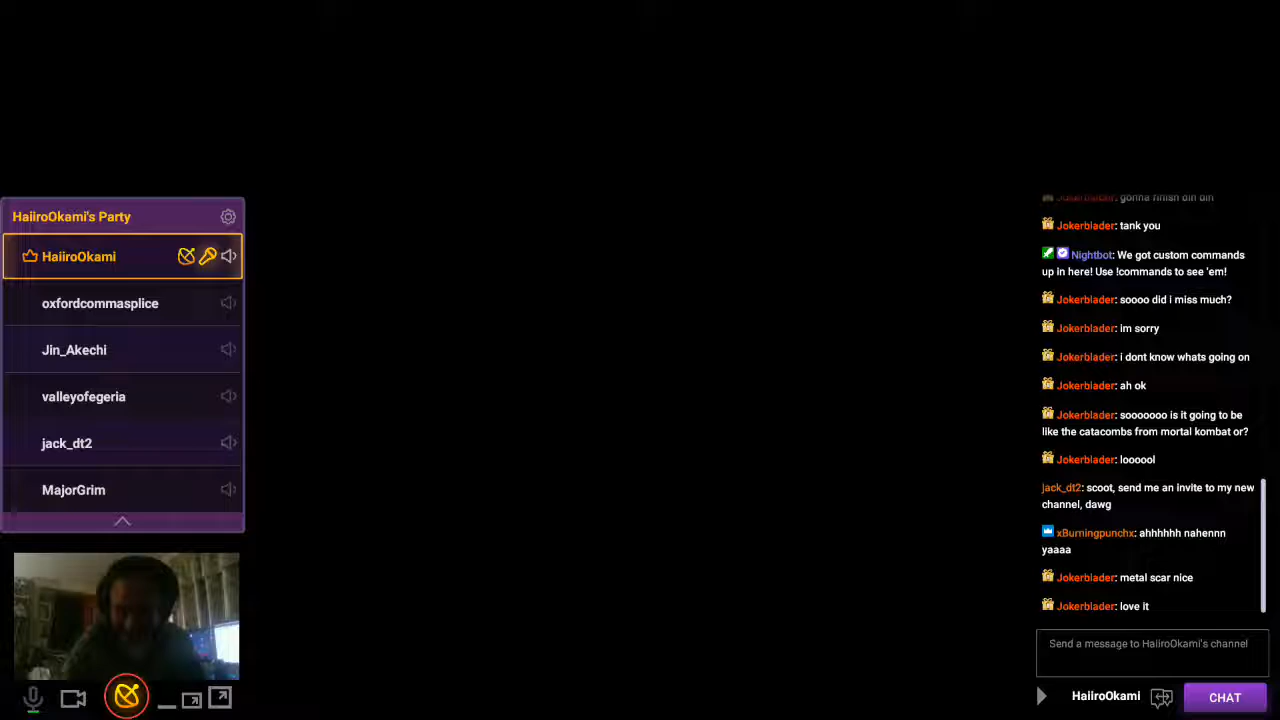 HaiiroOkami's Party
HaiiroOkami
oxfordcommasplice
Jin_Akechi
valleyofegeria
jack_dt2
MajorGrim
Jokerblader: gonna finish din din
Jokerblader: tank you
Nightbot: We got custom commands
up in here! Use !commands to see 'em!
Jokerblader: soooo did i miss much?
Jokerblader: im sorry
Jokerblader: i dont know whats going on
Jokerblader: ah ok
Jokerblader: sooooooo is it going to be
like the catacombs from mortal kombat or?
Jokerblader: loooool
jack_dt2: scoot, send me an invite to my new
channel, dawg
xBurningpunchx: ahhhhhh nahennn
yaaaa
Jokerblader: metal scar nice
Jokerblader: love it
Send a message to HaiiroOkami's channel
HaiiroOkami
CHAT